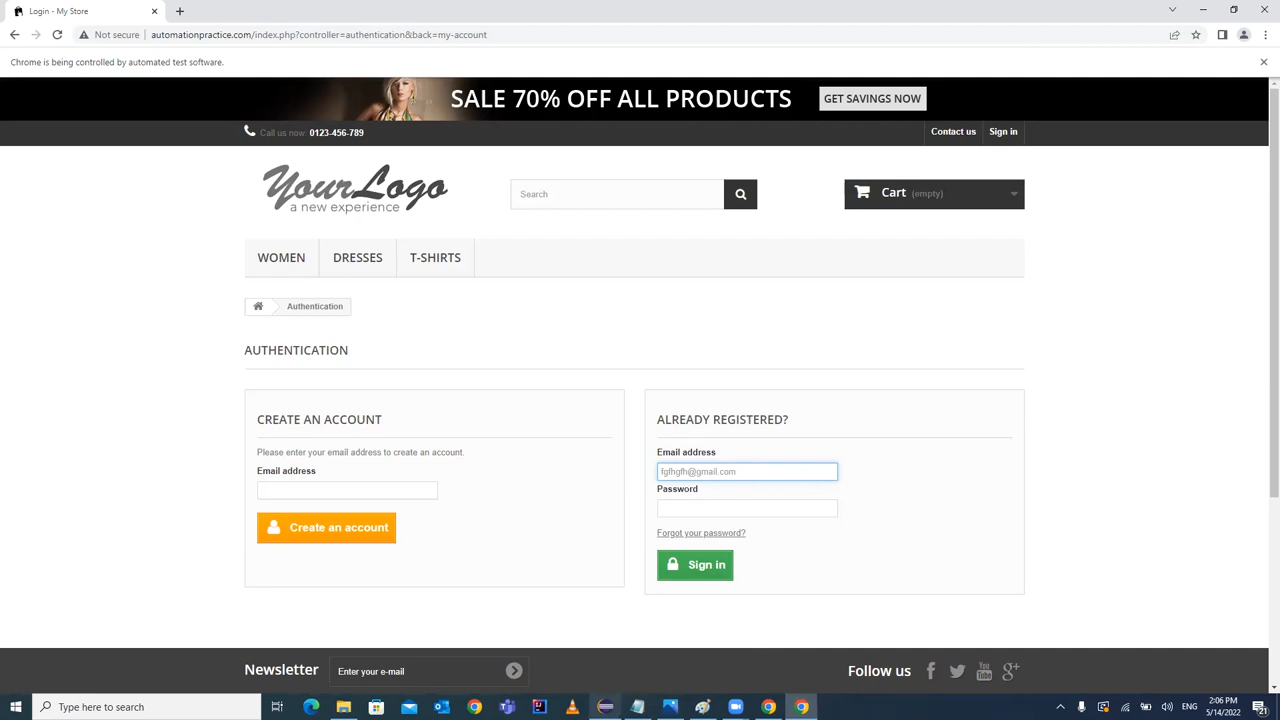 Login - My Store
Not secure
automationpractice.com/index.php?controller=authentication&back=my-account
Chrome is being controlled by automated test software.
SALE 70% OFF ALL PRODUCTS
GET SAVINGS NOW
Call us now: 0123-456-789
Contact us
Sign in
YourLogo
a new experience
Search
Cart (empty)
WOMEN
DRESSES
T-SHIRTS
Authentication
AUTHENTICATION
CREATE AN ACCOUNT
Please enter your email address to create an account.
Email address
Create an account
ALREADY REGISTERED?
Email address
fgfhgfh@gmail.com
Password
Forgot your password?
Sign in
Newsletter
Enter your e-mail
Follow us
You Tube
Type here to search
2:06 PM
5/14/2022
21